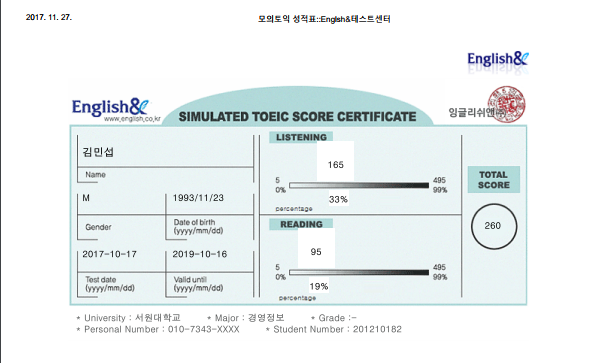 2017. 11. 27.
모의토익 성적표::English&테스트센터
English&
English&
www.english.co.kr
SIMULATED TOEIC SCORE CERTIFICATE
잉글리쉬앤㈜
김민섭
Name
M
1993/11/23
Gender
Date of birth
(yyyy/mm/dd)
2017-10-17
2019-10-16
Test date
(yyyy/mm/dd)
Valid until
(yyyy/mm/dd)
LISTENING
165
5
495
0%
99%
33%
percentage
READING
95
5
495
0%
99%
19%
percentage
TOTAL
SCORE
260
* University : 서원대학교 * Major : 경영정보 * Grade :-
* Personal Number : 010-7343-XXXX * Student Number : 201210182